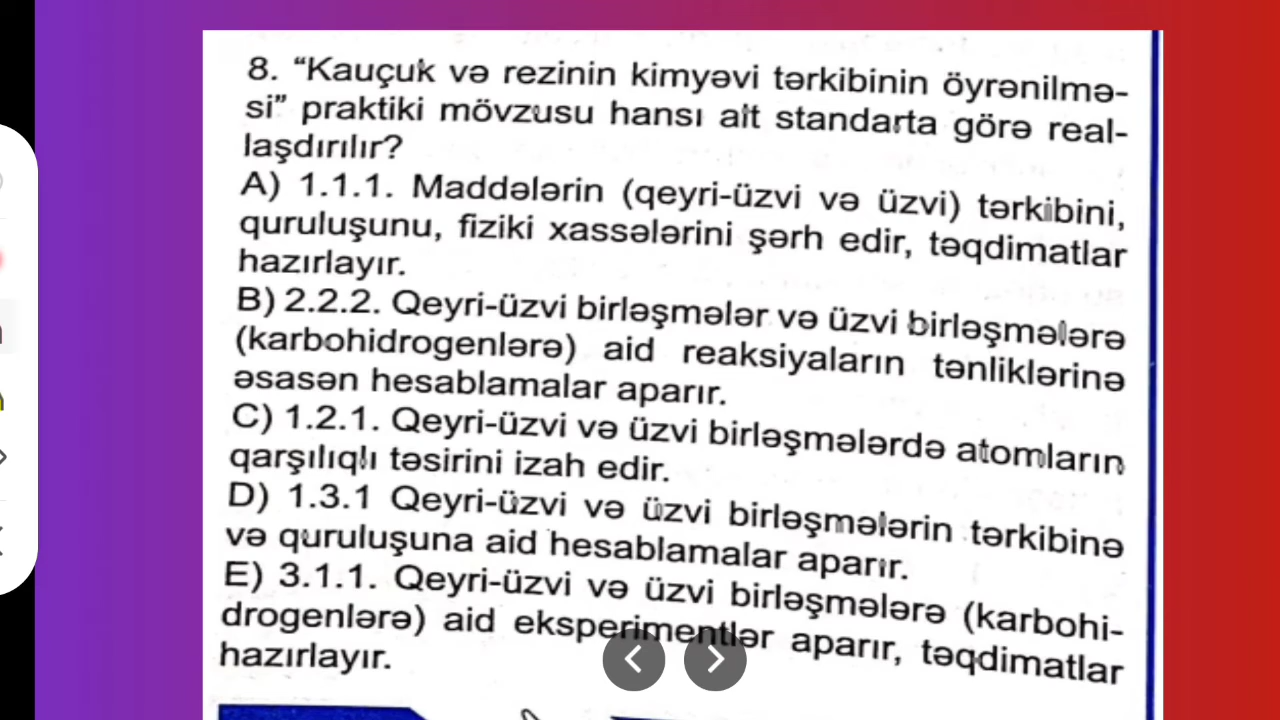 8. “Kauçuk və rezinin kimyəvi tərkibinin öyrənilmə-
si” praktiki mövzusu hansı alt standarta görə real-
laşdırılır?
A) 1.1.1. Maddələrin (qeyri-üzvi və üzvi) tərkibini,
quruluşunu, fiziki xassələrini şərh edir, təqdimatlar
hazırlayır.
B) 2.2.2. Qeyri-üzvi birləşmələr və üzvi birləşmələrə
(karbohidrogenlərə) aid reaksiyaların tənliklərinə
əsasən hesablamalar aparır.
C) 1.2.1. Qeyri-üzvi və üzvi birləşmələrdə atomların
qarşılıqlı təsirini izah edir.
D) 1.3.1 Qeyri-üzvi və üzvi birləşmələrin tərkibinə
və quruluşuna aid hesablamalar aparır.
E) 3.1.1. Qeyri-üzvi və üzvi birləşmələrə (karbohi-
drogenlərə) aid eksperimentlər aparır, təqdimatlar
hazırlayır.